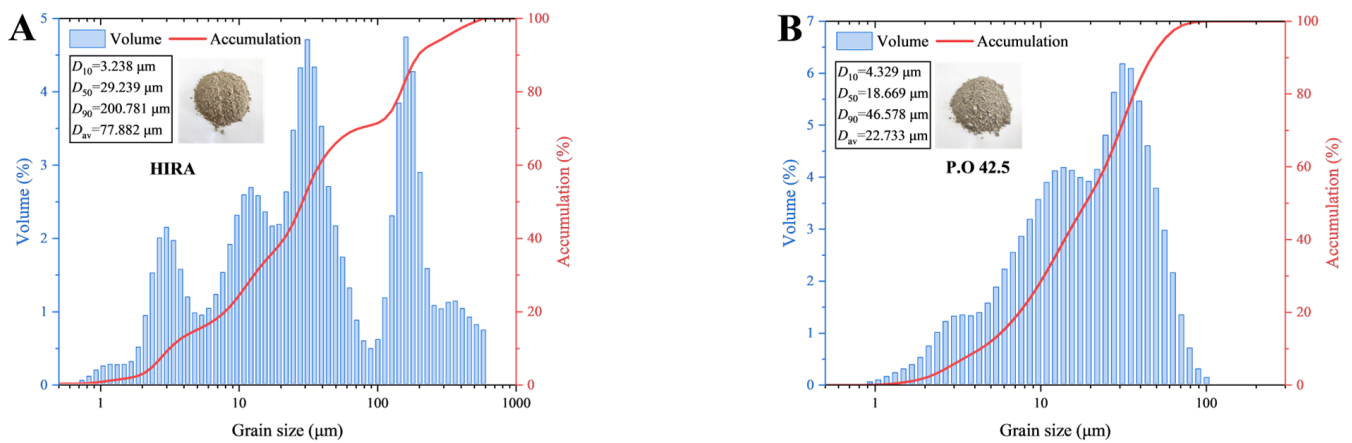 A
Volume
Accumulation
D10=3.238 μm
D50=29.239 μm
D90=200.781 μm
Dav=77.882 μm
HIRA
Volume (%)
0
1
2
3
4
5
Accumulation (%)
0
20
40
60
80
100
1
10
100
1000
Grain size (μm)
B
Volume
Accumulation
D10=4.329 μm
D50=18.669 μm
D90=46.578 μm
Dav=22.733 μm
P.O 42.5
Volume (%)
0
1
2
3
4
5
6
7
Accumulation (%)
0
20
40
60
80
100
1
10
100
Grain size (μm)